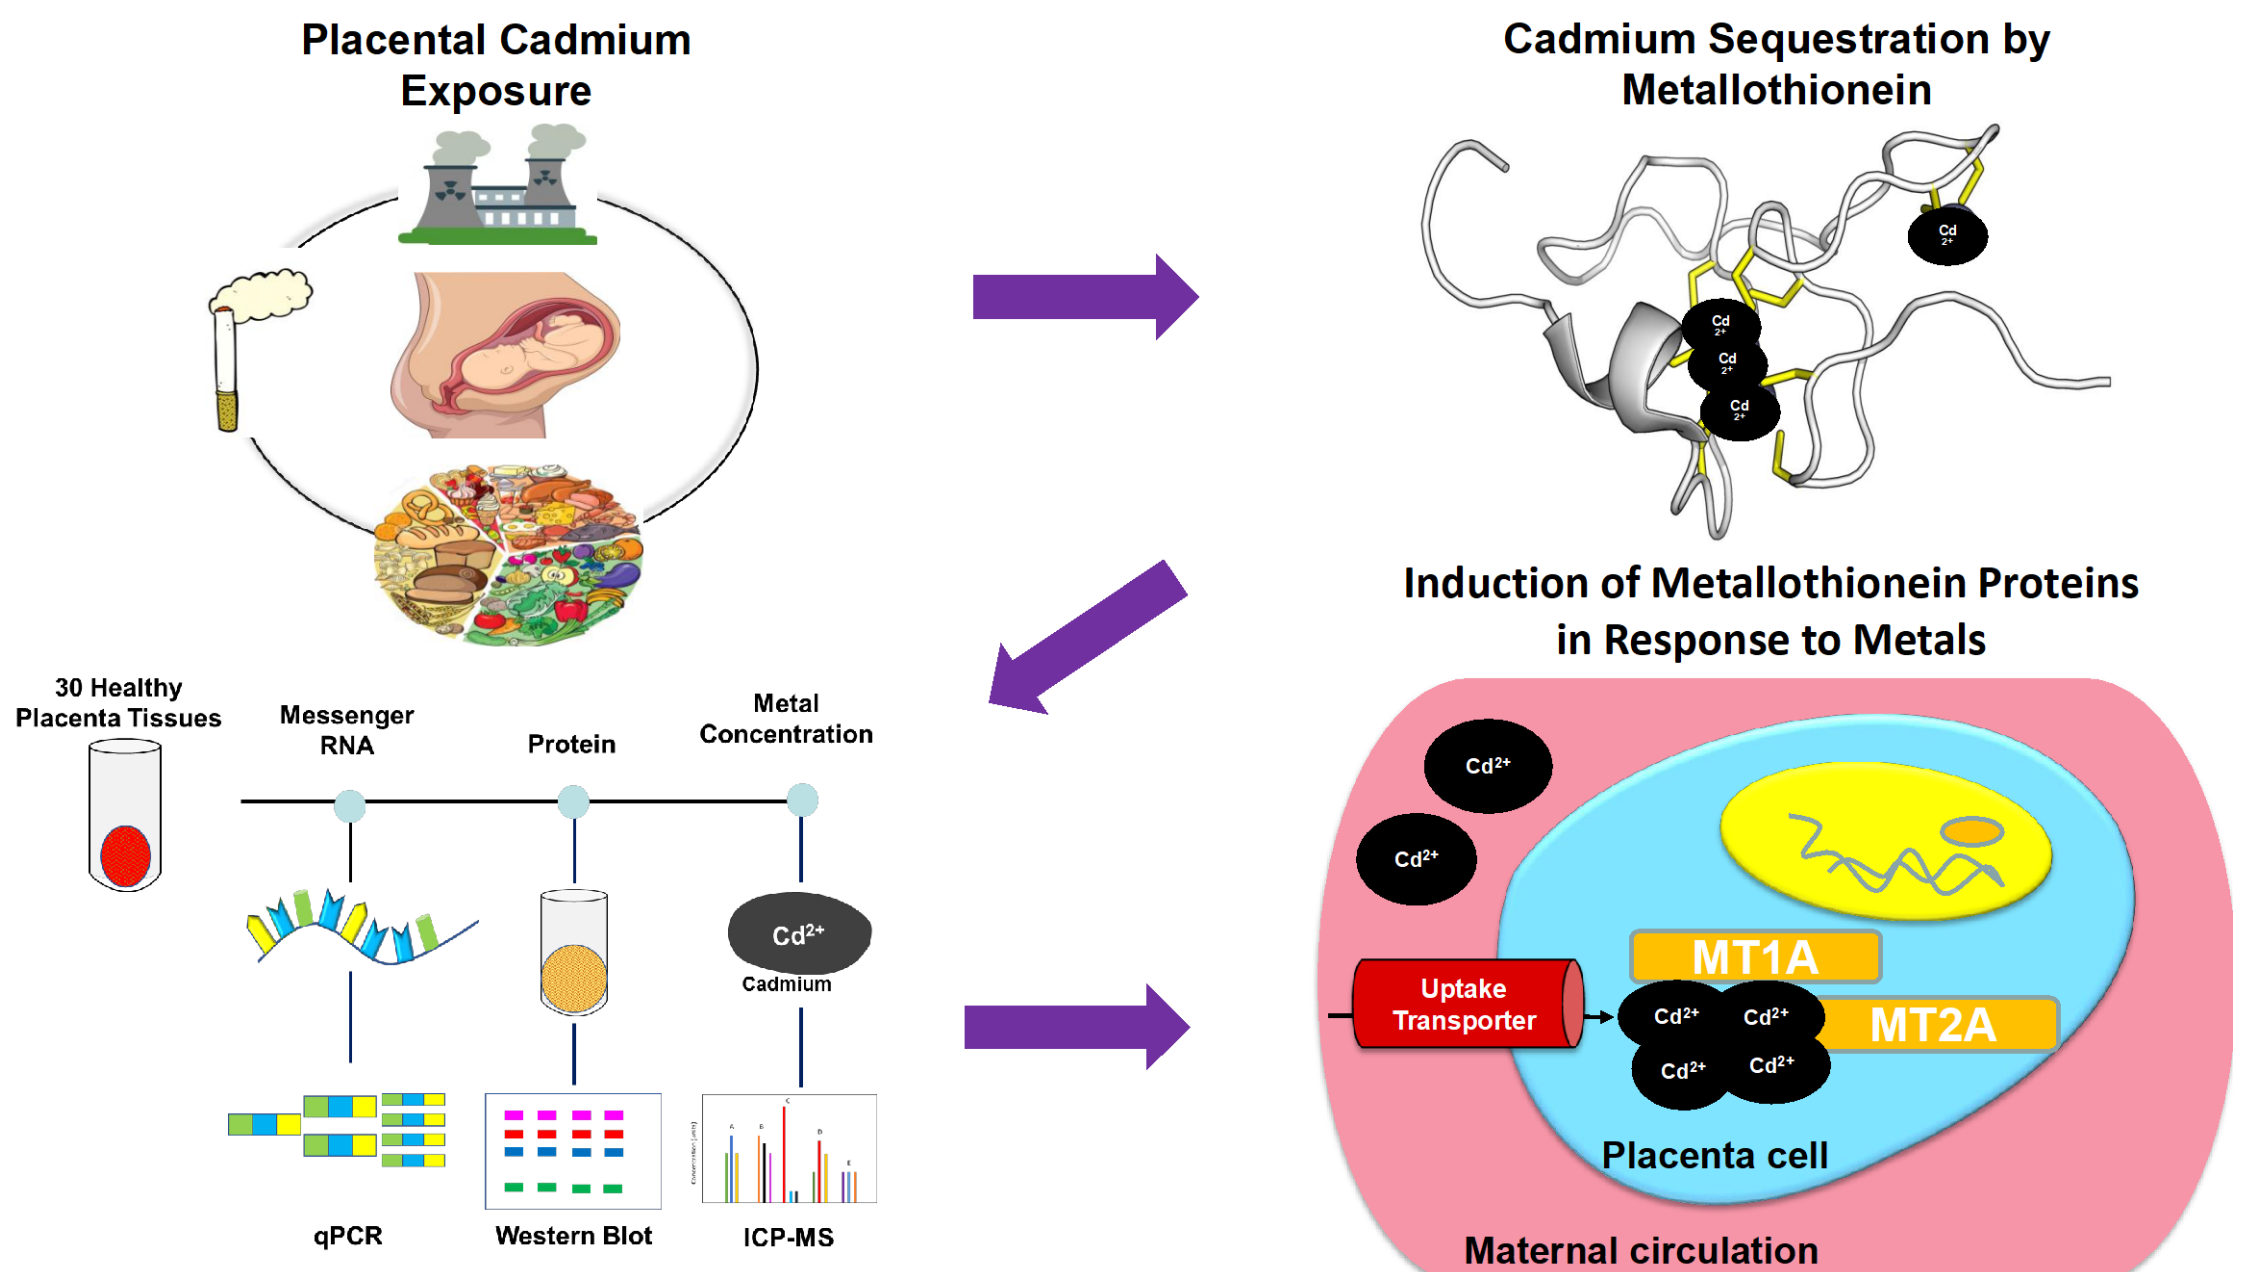 Placental Cadmium
Exposure
Cadmium Sequestration by
Metallothionein
Cd
2+
Cd
2+
Cd
2+
Cd
2+
30 Healthy
Placenta Tissues
Messenger
RNA
Protein
Metal
Concentration
Cd²⁺
Cadmium
Concentration [units]
A
B
C
D
E
qPCR
Western Blot
ICP-MS
Induction of Metallothionein Proteins
in Response to Metals
Cd²⁺
Cd²⁺
Uptake
Transporter
MT1A
Cd²⁺
Cd²⁺
MT2A
Cd²⁺
Cd²⁺
Placenta cell
Maternal circulation